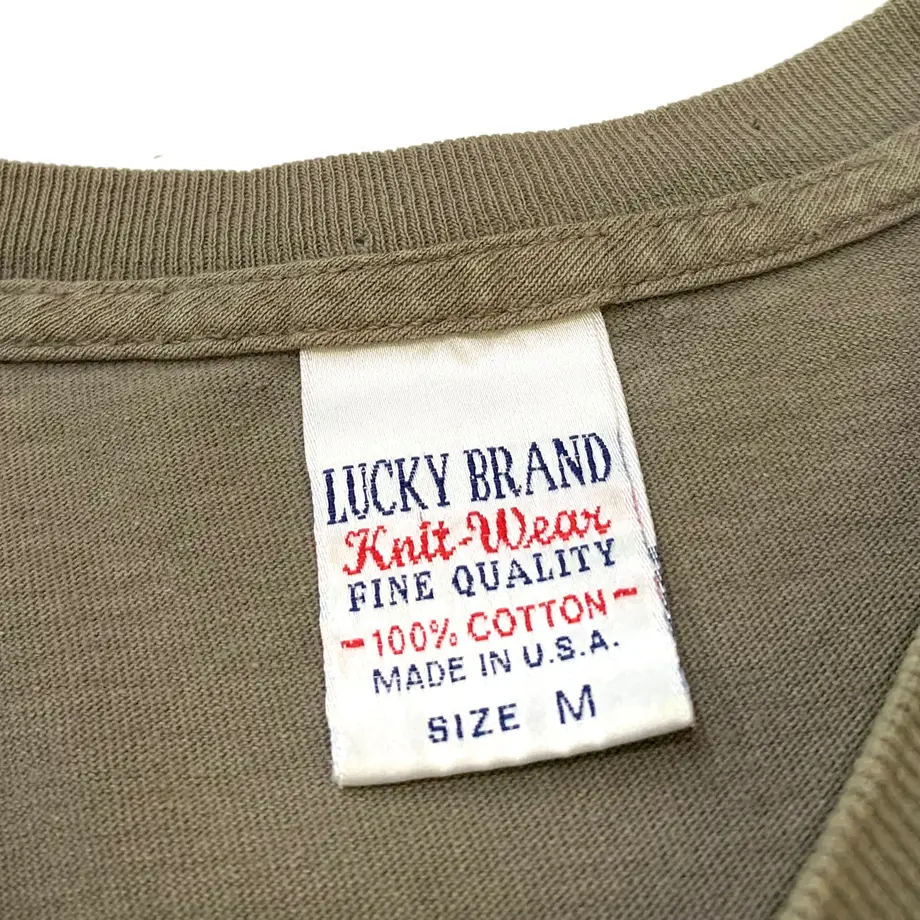 LUCKY BRAND
Knit-Wear
FINE QUALITY
-100% COTTON-
MADE IN U.S.A.
SIZE M